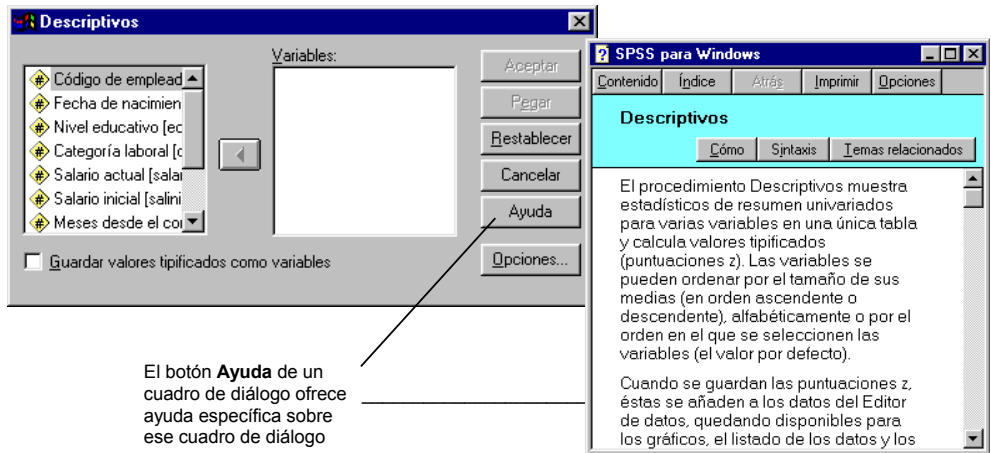 Descriptivos
Variables:
Código de emplead
Fecha de nacimien
Nivel educativo [ec
Categoría laboral [c
Salario actual [salar
Salario inicial [salini
Meses desde el cor
Guardar valores tipificados como variables
Aceptar
Pegar
Restablecer
Cancelar
Ayuda
Opciones...
SPSS para Windows
Contenido Índice Atrás Imprimir Opciones
Descriptivos
Cómo Sintaxis Temas relacionados
El procedimiento Descriptivos muestra
estadísticos de resumen univariados
para varias variables en una única tabla
y calcula valores tipificados
(puntuaciones z). Las variables se
pueden ordenar por el tamaño de sus
medias (en orden ascendente o
descendente), alfabéticamente o por el
orden en el que se seleccionen las
variables (el valor por defecto).
Cuando se guardan las puntuaciones z,
éstas se añaden a los datos del Editor
de datos, quedando disponibles para
los gráficos, el listado de los datos y los
El botón Ayuda de un
cuadro de diálogo ofrece
ayuda específica sobre
ese cuadro de diálogo